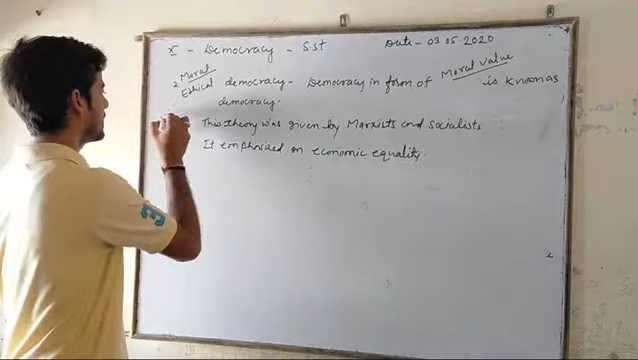 X - Democracy - S.St Date - 03.05.2020
Moral Moral Value
2 Ethical democracy - Democracy in form of is known as
democracy.
This theory was given by Marxists and Socialists
It emphasized on economic equality.